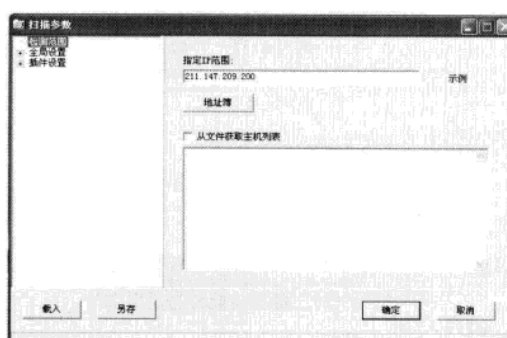 扫描参数
检测范围
全局设置
插件设置
指定IP范围:
211.147.209.200
示例
地址簿
从文件获取主机列表
载入
另存
确定
取消